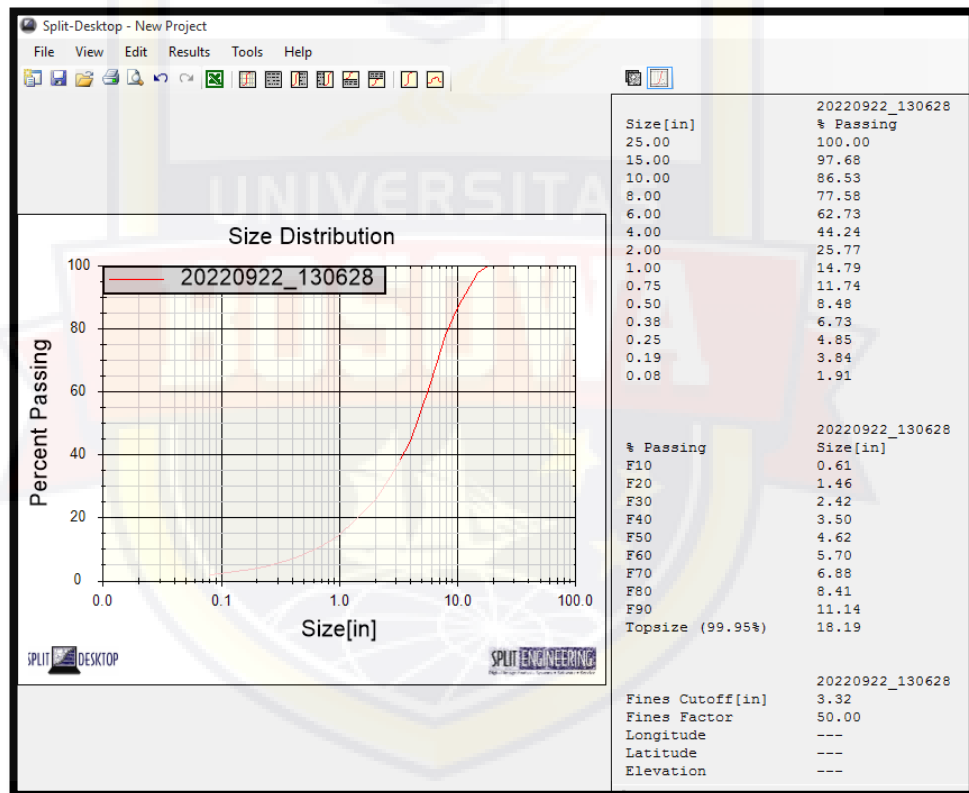 Split-Desktop - New Project
File View Edit Results Tools Help
UNIVERSITAS
BOSOWA
Size Distribution
20220922_130628
Percent Passing
100
80
60
40
20
0
0.0 0.1 1.0 10.0 100.0
Size[in]
SPLIT DESKTOP
SPLIT ENGINEERING
20220922_130628
Size[in] % Passing
25.00 100.00
15.00 97.68
10.00 86.53
8.00 77.58
6.00 62.73
4.00 44.24
2.00 25.77
1.00 14.79
0.75 11.74
0.50 8.48
0.38 6.73
0.25 4.85
0.19 3.84
0.08 1.91
20220922_130628
% Passing Size[in]
F10 0.61
F20 1.46
F30 2.42
F40 3.50
F50 4.62
F60 5.70
F70 6.88
F80 8.41
F90 11.14
Topsize (99.95%) 18.19
20220922_130628
Fines Cutoff[in] 3.32
Fines Factor 50.00
Longitude ---
Latitude ---
Elevation ---